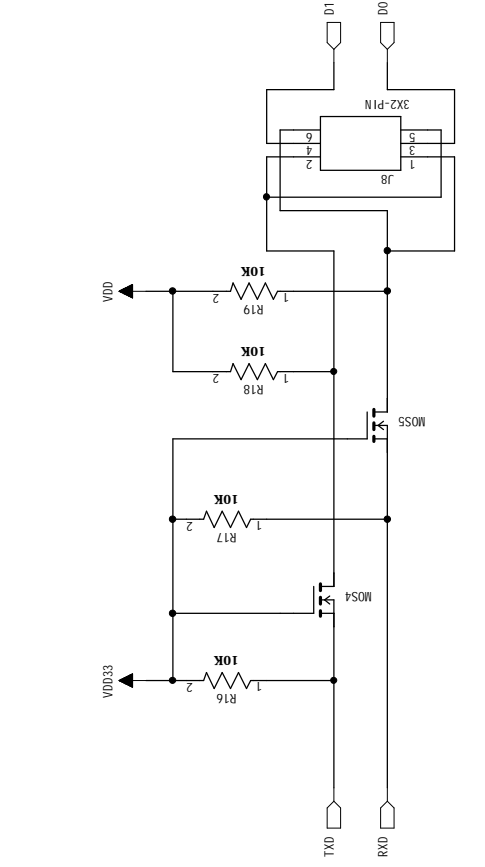 D1
D0
3X2-PIN
6
5
4
3
2
1
J8
10K
VDD
2
1
R19
10K
2
1
R18
MOS5
10K
2
1
R17
MOS4
VDD33
10K
2
1
R16
TXD
RXD